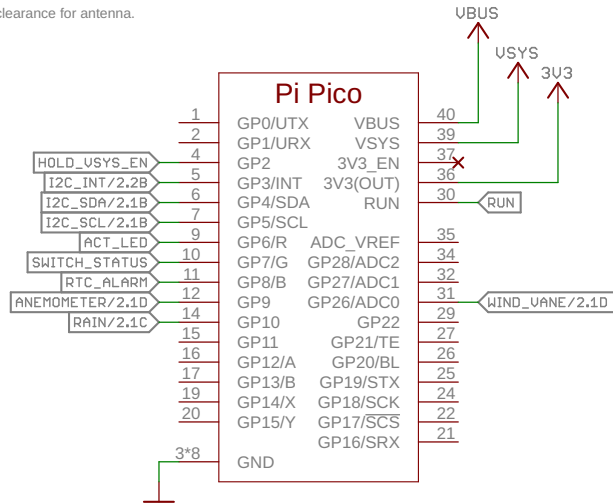 clearance for antenna.
VBUS
VSYS
3V3
Pi Pico
1 GP0/UTX VBUS 40
2 GP1/URX VSYS 39
HOLD_VSYS_EN 4 GP2 3V3_EN 37
I2C_INT/2.2B 5 GP3/INT 3V3(OUT) 36
I2C_SDA/2.1B 6 GP4/SDA RUN 30 RUN
I2C_SCL/2.1B 7 GP5/SCL
ACT_LED 9 GP6/R ADC_VREF 35
SWITCH_STATUS 10 GP7/G GP28/ADC2 34
RTC_ALARM 11 GP8/B GP27/ADC1 32
ANEMOMETER/2.1D 12 GP9 GP26/ADC0 31 WIND_VANE/2.1D
RAIN/2.1C 14 GP10 GP22 29
15 GP11 GP21/TE 27
16 GP12/A GP20/BL 26
17 GP13/B GP19/STX 25
19 GP14/X GP18/SCK 24
20 GP15/Y GP17/SCS 22
GP16/SRX 21
3*8 GND